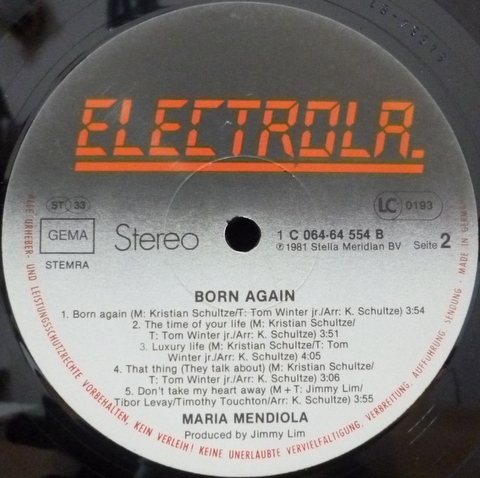 ELECTROLA.
ST 33
LC 0193
GEMA
Stereo
1 C 064-64 554 B
℗ 1981 Stella Meridian BV
Seite 2
STEMRA
BORN AGAIN
1. Born again (M: Kristian Schultze/T: Tom Winter jr./Arr: K. Schultze) 3:54
2. The time of your life (M: Kristian Schultze/
T: Tom Winter jr./Arr: K. Schultze) 3:51
3. Luxury life (M: Kristian Schultze/T: Tom
Winter jr./Arr: K. Schultze) 4:05
4. That thing (They talk about) (M: Kristian Schultze/
T: Tom Winter jr./Arr: K. Schultze) 3:06
5. Don't take my heart away (M + T: Jimmy Lim/
Tibor Levay/Timothy Touchton/Arr: K. Schultze) 3:55
MARIA MENDIOLA
Produced by Jimmy Lim
ALLE URHEBER- UND LEISTUNGSSCHUTZRECHTE VORBEHALTEN. KEIN VERLEIH! KEINE UNERLAUBTE VERVIELFÄLTIGUNG, VERBREITUNG, AUFFÜHRUNG, SENDUNG · MADE IN GERMANY